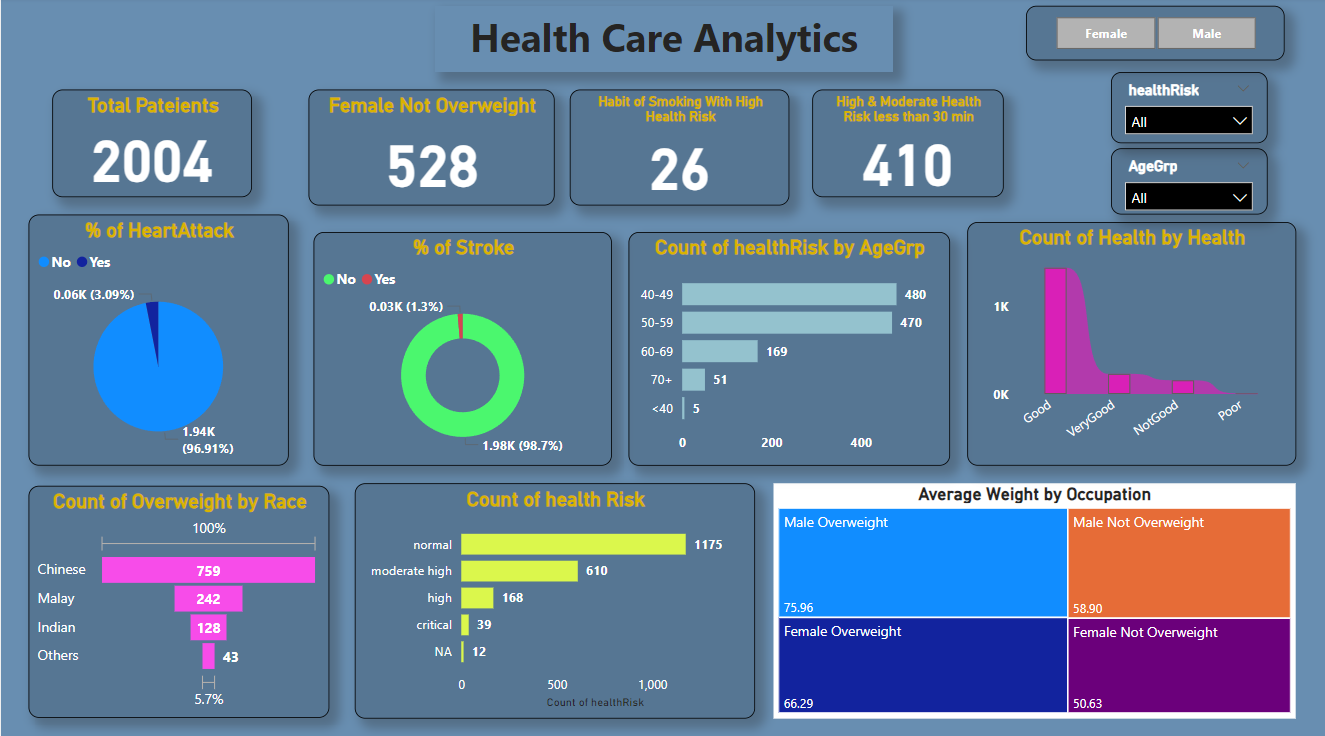 Health Care Analytics
Female
Male
healthRisk
All
AgeGrp
All
Total Pateients
2004
Female Not Overweight
528
Habit of Smoking With High
Health Risk
26
High & Moderate Health
Risk less than 30 min
410
% of HeartAttack
No Yes
0.06K (3.09%)
1.94K
(96.91%)
% of Stroke
No Yes
0.03K (1.3%)
1.98K (98.7%)
Count of healthRisk by AgeGrp
40-49 480
50-59 470
60-69 169
70+ 51
<40 5
0 200 400
Count of Health by Health
1K
0K
Good VeryGood NotGood Poor
Count of Overweight by Race
100%
Chinese 759
Malay 242
Indian 128
Others 43
5.7%
Count of health Risk
normal 1175
moderate high 610
high 168
critical 39
NA 12
0 500 1,000
Count of healthRisk
Average Weight by Occupation
Male Overweight
75.96
Male Not Overweight
58.90
Female Overweight
66.29
Female Not Overweight
50.63